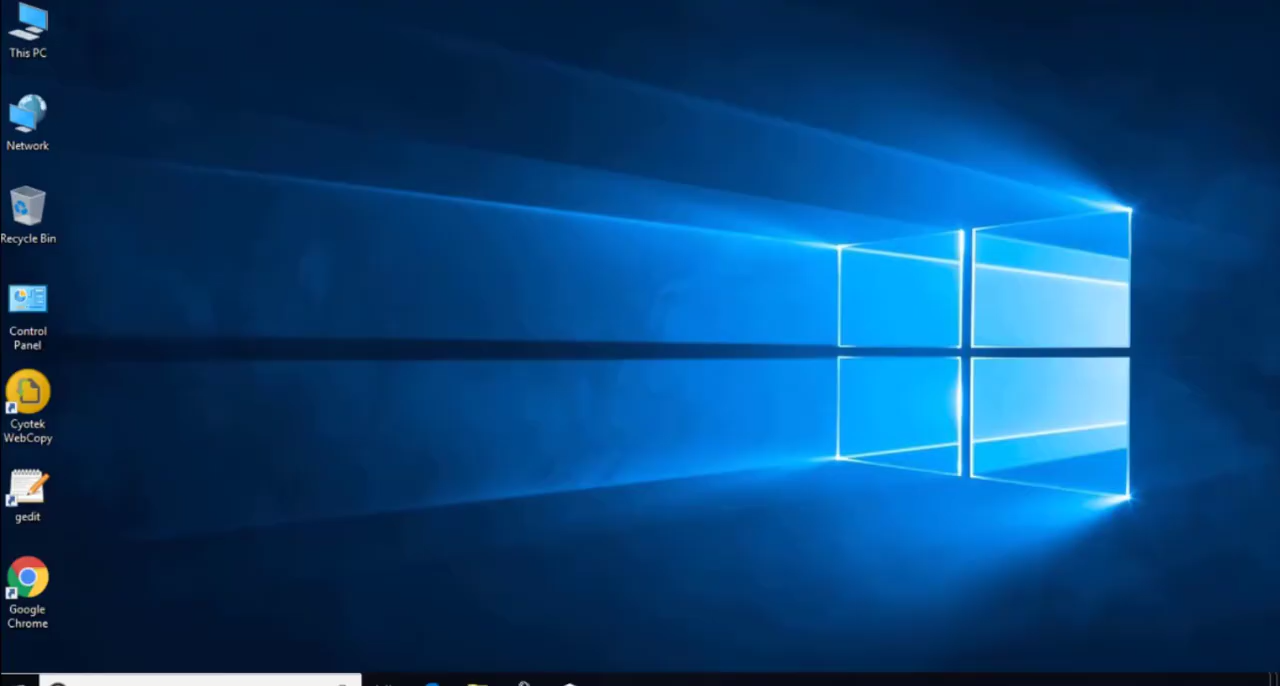 This PC
Network
Recycle Bin
Control
Panel
Cyotek
WebCopy
gedit
Google
Chrome